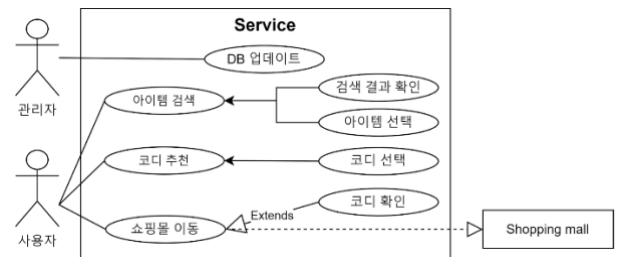 Service
DB 업데이트
관리자
아이템 검색
검색 결과 확인
아이템 선택
코디 추천
코디 선택
사용자
쇼핑몰 이동
Extends
코디 확인
Shopping mall